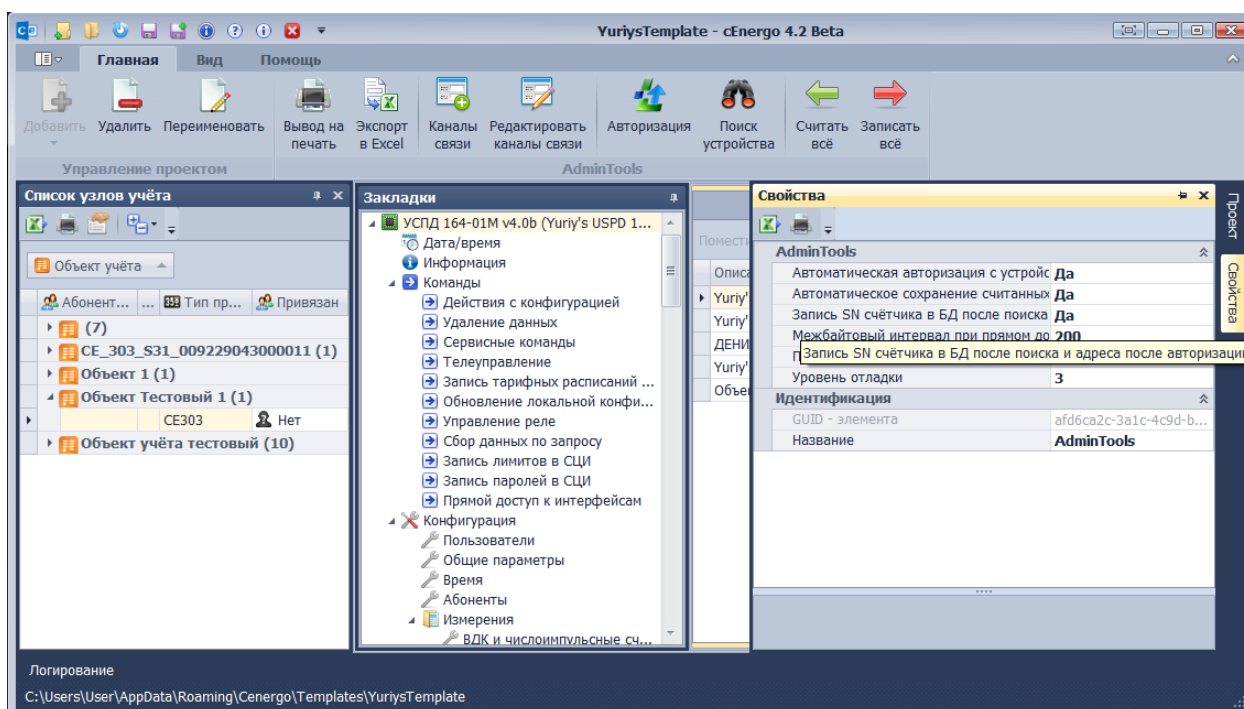 YuriysTemplate - cEnergo 4.2 Beta
Главная Вид Помощь
Добавить Удалить Переименовать Вывод на печать Экспорт в Excel Каналы связи Редактировать каналы связи Авторизация Поиск устройства Считать всё Записать всё
Управление проектом AdminTools
Список узлов учёта
Объект учёта
Абонент... ... Тип пр... Привязан
(7)
CE_303_S31_009229043000011 (1)
Объект 1 (1)
Объект Тестовый 1 (1)
CE303 Нет
Объект учёта тестовый (10)
Закладки
УСПД 164-01М v4.0b (Yuriy's USPD 1...
Дата/время
Информация
Команды
Действия с конфигурацией
Удаление данных
Сервисные команды
Телеуправление
Запись тарифных расписаний ...
Обновление локальной конфи...
Управление реле
Сбор данных по запросу
Запись лимитов в СЦИ
Запись паролей в СЦИ
Прямой доступ к интерфейсам
Конфигурация
Пользователи
Общие параметры
Время
Абоненты
Измерения
ВДК и числоимпульсные сч...
Помести
Описа
Yuriy'
Yuriy'
ДЕНИ
Yuriy'
Объе
Свойства
AdminTools
Автоматическая авторизация с устройс Да
Автоматическое сохранение считанных Да
Запись SN счётчика в БД после поиска Да
Межбайтовый интервал при прямом до 200
Запись SN счётчика в БД после поиска и адреса после авторизаци
Уровень отладки 3
Идентификация
GUID - элемента afd6ca2c-3a1c-4c9d-b...
Название AdminTools
Проект
Свойства
Логирование
C:\Users\User\AppData\Roaming\Cenergo\Templates\YuriysTemplate